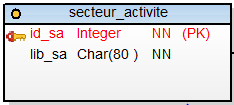 secteur_activite
id_sa Integer NN (PK)
lib_sa Char(80 ) NN